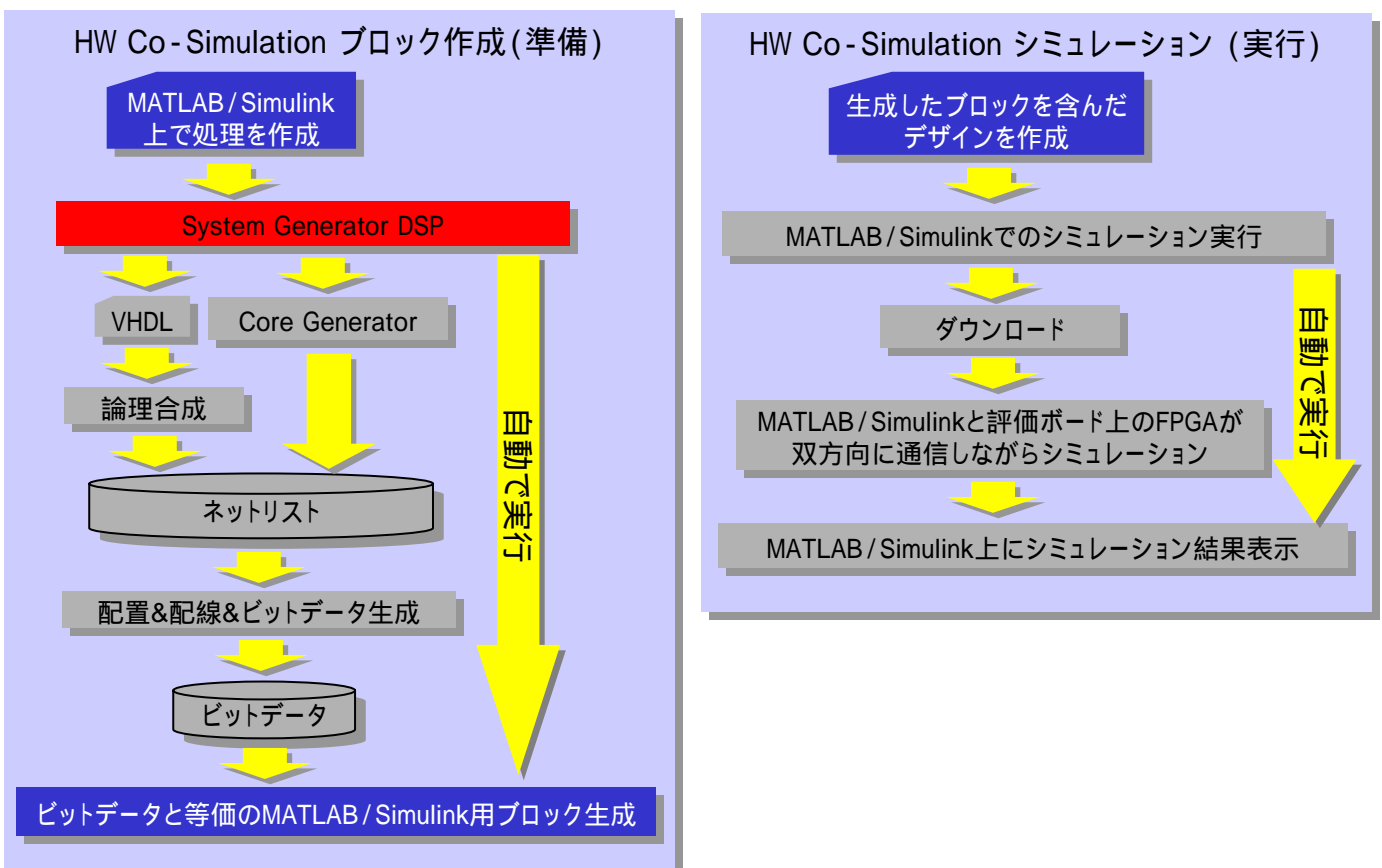 HW Co-Simulation ブロック作成(準備)
MATLAB/Simulink
上で処理を作成
System Generator DSP
VHDL
Core Generator
論理合成
ネットリスト
配置&配線&ビットデータ生成
ビットデータ
ビットデータと等価のMATLAB/Simulink用ブロック生成
自動で実行
HW Co-Simulation シミュレーション (実行)
生成したブロックを含んだ
デザインを作成
MATLAB/Simulinkでのシミュレーション実行
ダウンロード
MATLAB/Simulinkと評価ボード上のFPGAが
双方向に通信しながらシミュレーション
MATLAB/Simulink上にシミュレーション結果表示
自動で実行